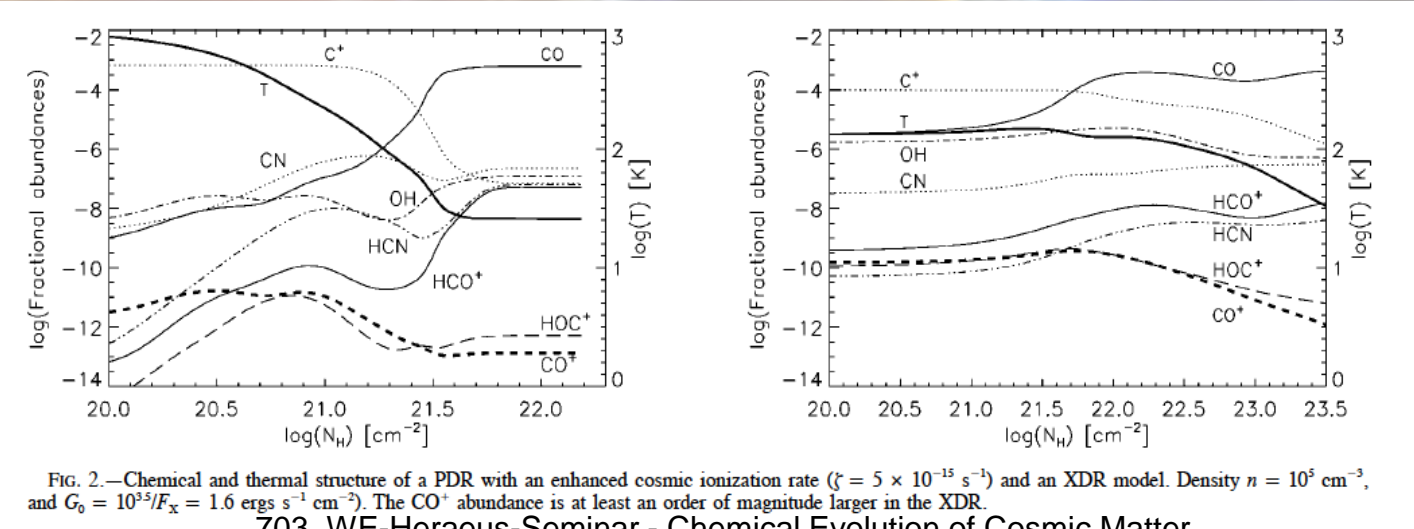 −2
−4
−6
−8
−10
−12
−14
log(Fractional abundances)
C⁺
CO
T
CN
OH
HCN
HCO⁺
HOC⁺
CO⁺
3
2
1
0
log(T) [K]
20.0 20.5 21.0 21.5 22.0
log(N_H) [cm⁻²]
−2
−4
−6
−8
−10
−12
−14
log(Fractional abundances)
CO
C⁺
T
OH
CN
HCO⁺
HCN
HOC⁺
CO⁺
3
2
1
0
log(T) [K]
20.0 20.5 21.0 21.5 22.0 22.5 23.0 23.5
log(N_H) [cm⁻²]
FIG. 2.—Chemical and thermal structure of a PDR with an enhanced cosmic ionization rate (ζ = 5 × 10⁻¹⁵ s⁻¹) and an XDR model. Density n = 10⁵ cm⁻³,
and G₀ = 10³·⁵/F_X = 1.6 ergs s⁻¹ cm⁻²). The CO⁺ abundance is at least an order of magnitude larger in the XDR.
703. WE-Heraeus-Seminar - Chemical Evolution of Cosmic Matter